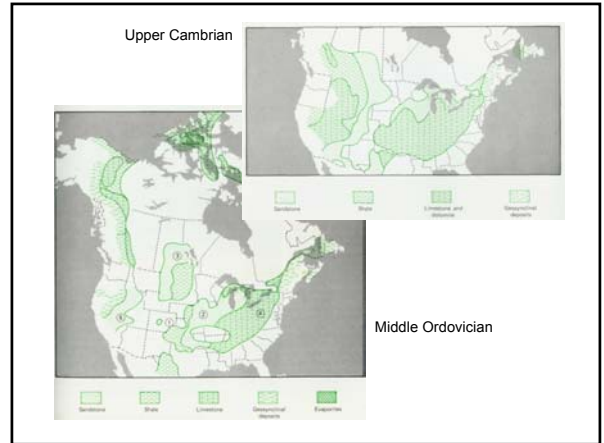 Upper Cambrian
Sandstone Shale Limestone and dolomite Geosynclinal deposits
Middle Ordovician
Sandstone Shale Limestone Geosynclinal deposits Evaporites